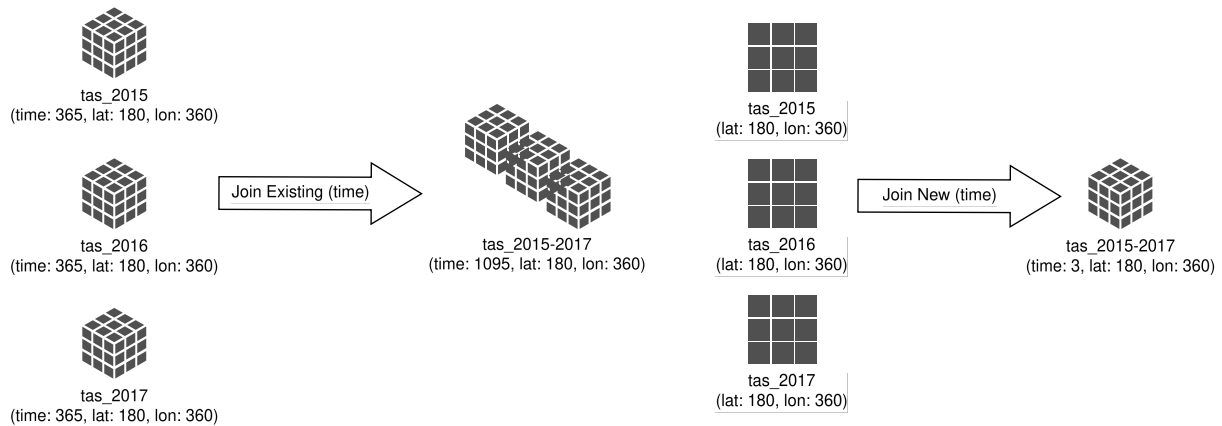 tas_2015
(time: 365, lat: 180, lon: 360)
tas_2016
(time: 365, lat: 180, lon: 360)
tas_2017
(time: 365, lat: 180, lon: 360)
Join Existing (time)
tas_2015-2017
(time: 1095, lat: 180, lon: 360)
tas_2015
(lat: 180, lon: 360)
tas_2016
(lat: 180, lon: 360)
tas_2017
(lat: 180, lon: 360)
Join New (time)
tas_2015-2017
(time: 3, lat: 180, lon: 360)